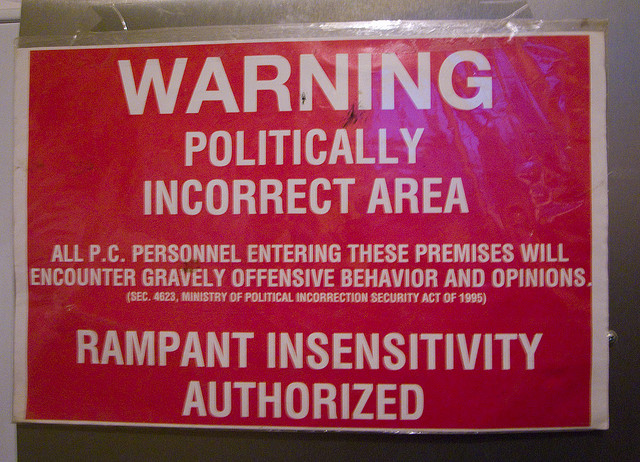 WARNING
POLITICALLY
INCORRECT AREA
ALL P.C. PERSONNEL ENTERING THESE PREMISES WILL
ENCOUNTER GRAVELY OFFENSIVE BEHAVIOR AND OPINIONS.
(SEC. 4623, MINISTRY OF POLITICAL INCORRECTION SECURITY ACT OF 1995)
RAMPANT INSENSITIVITY
AUTHORIZED